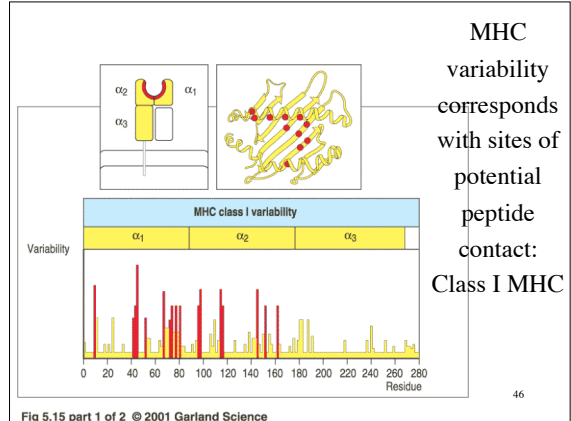 MHC
variability
corresponds
with sites of
potential
peptide
contact:
Class I MHC
α2
α1
α3
MHC class I variability
α1 α2 α3
Variability
0 20 40 60 80 100 120 140 160 180 200 220 240 260 280
Residue
46
Fig 5.15 part 1 of 2 © 2001 Garland Science